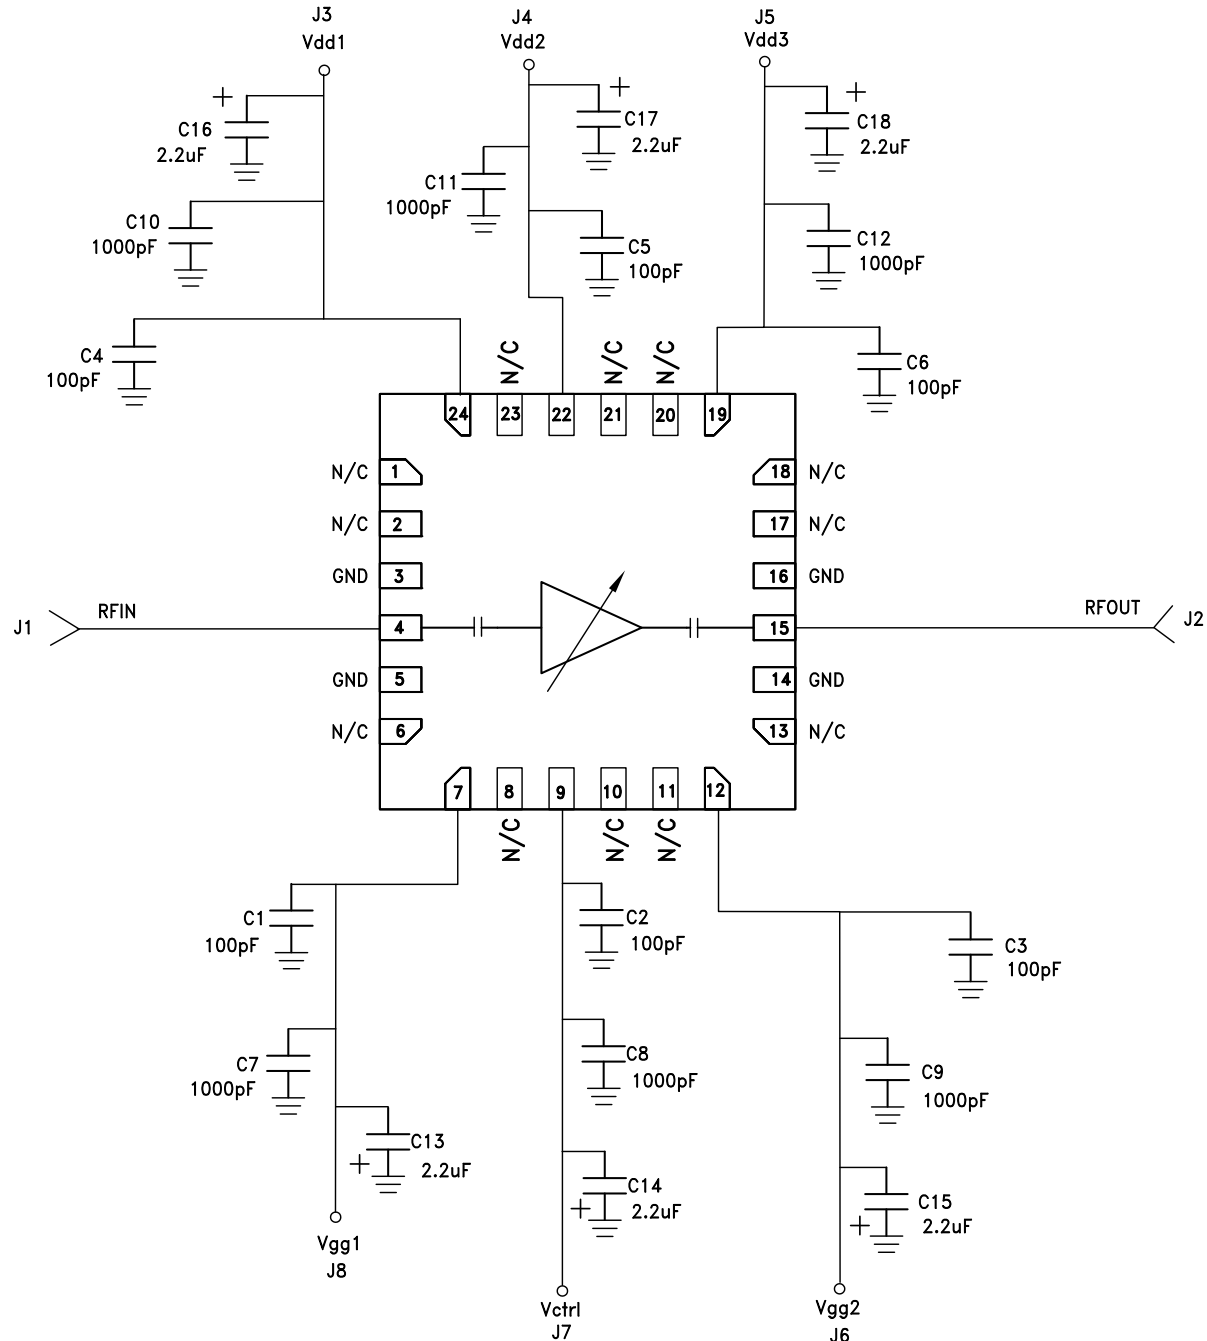 J3
Vdd1
J4
Vdd2
J5
Vdd3
+
C16
2.2uF
+
C17
2.2uF
+
C18
2.2uF
C10
1000pF
C11
1000pF
C5
100pF
C12
1000pF
C4
100pF
C6
100pF
N/C
N/C
N/C
24
23
22
21
20
19
N/C
1
18
N/C
N/C
2
17
N/C
GND
3
16
GND
J1
RFIN
4
15
RFOUT
J2
GND
5
14
GND
N/C
6
13
N/C
7
8
9
10
11
12
N/C
N/C
N/C
C1
100pF
C2
100pF
C3
100pF
C7
1000pF
C8
1000pF
C9
1000pF
C13
+
2.2uF
C14
+
2.2uF
C15
+
2.2uF
Vgg1
J8
Vctrl
J7
Vgg2
J6